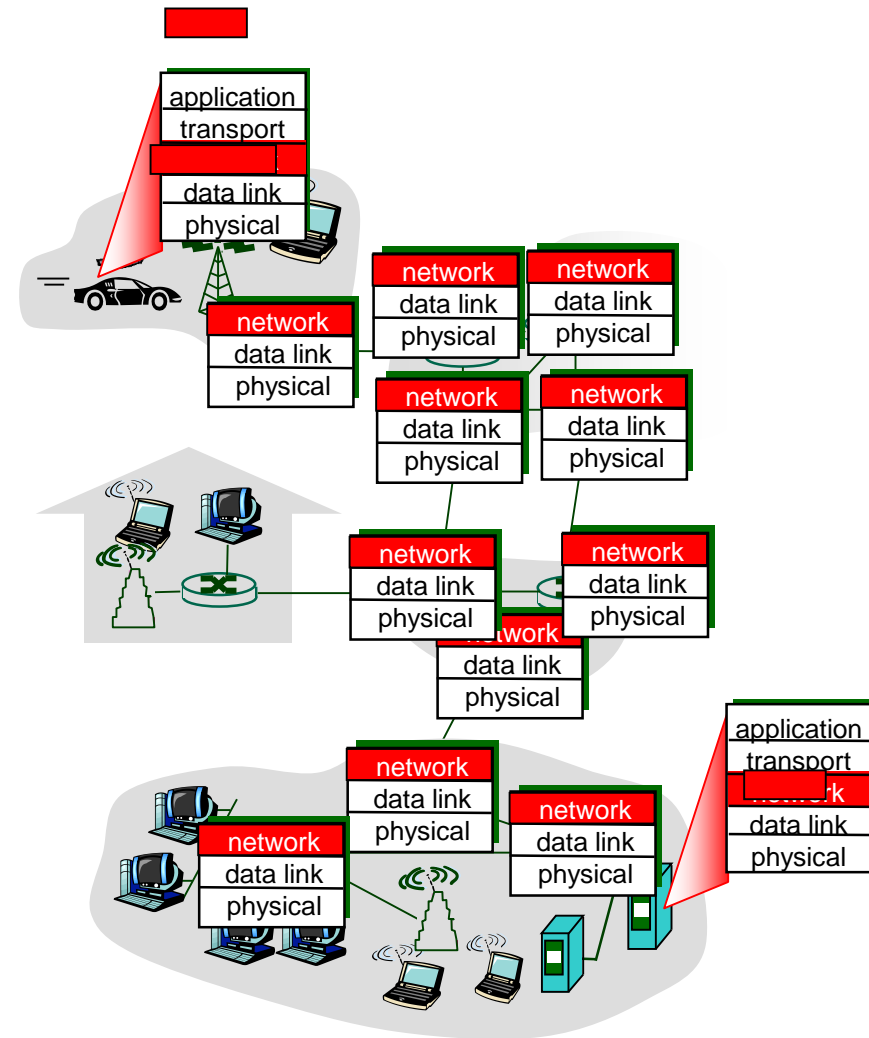 application
transport
data link
physical
network
data link
physical
network
data link
physical
network
data link
physical
network
data link
physical
network
data link
physical
network
data link
physical
network
data link
physical
network
data link
physical
application
transport
data link
physical
network
data link
physical
network
data link
physical
network
data link
physical